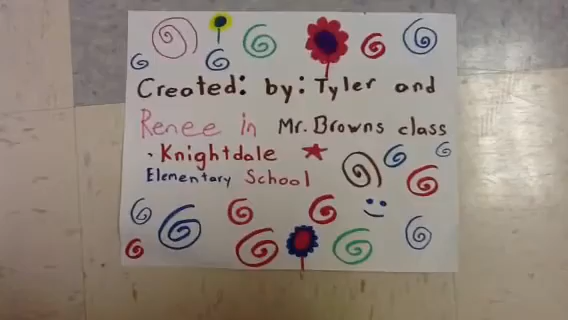 Created: by: Tyler and
Renee in Mr. Browns class
. Knightdale
Elementary School